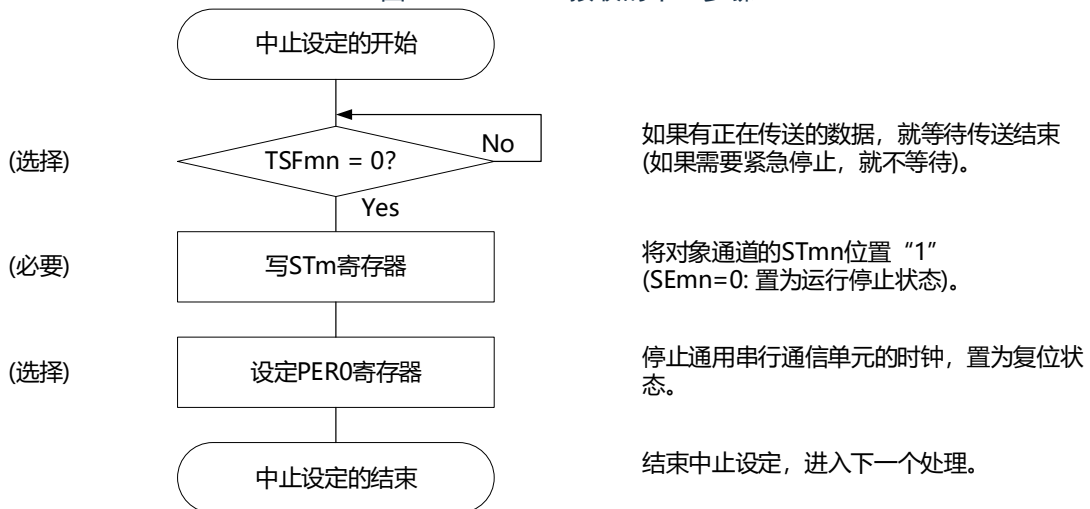 中止设定的开始
No
(选择)
TSFmn = 0?
如果有正在传送的数据，就等待传送结束
(如果需要紧急停止，就不等待)。
Yes
(必要)
写STm寄存器
将对象通道的STmn位置“1”
(SEmn=0: 置为运行停止状态)。
(选择)
设定PER0寄存器
停止通用串行通信单元的时钟，置为复位状
态。
中止设定的结束
结束中止设定，进入下一个处理。